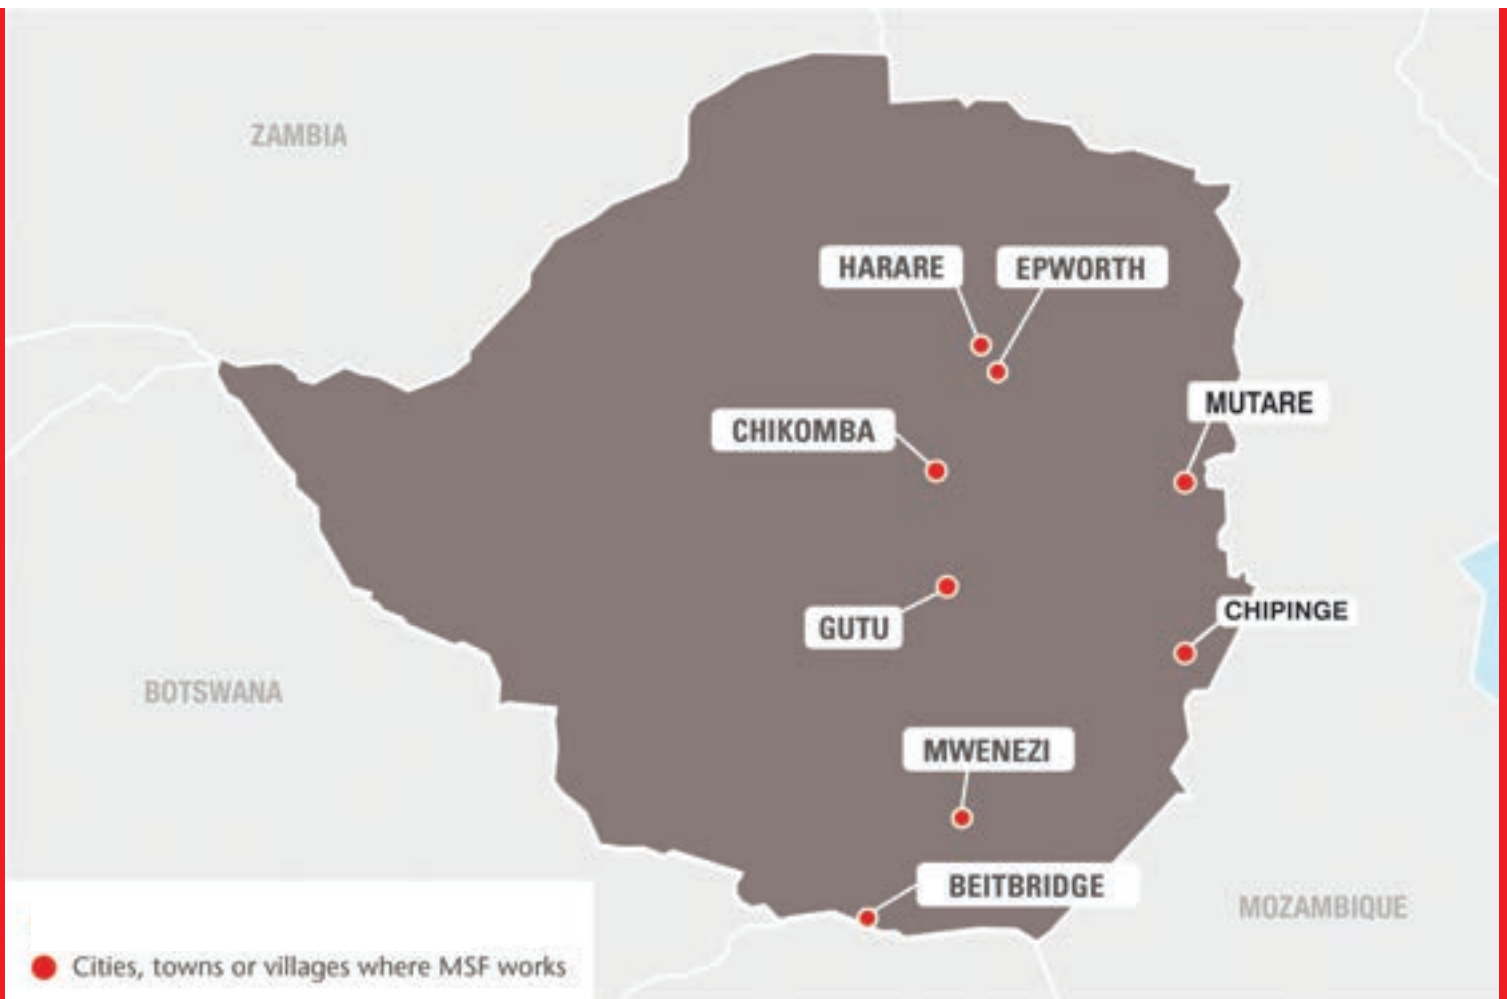 ZAMBIA
HARARE
EPWORTH
MUTARE
CHIKOMBA
CHIPINGE
GUTU
BOTSWANA
MWENEZI
BEITBRIDGE
MOZAMBIQUE
Cities, towns or villages where MSF works